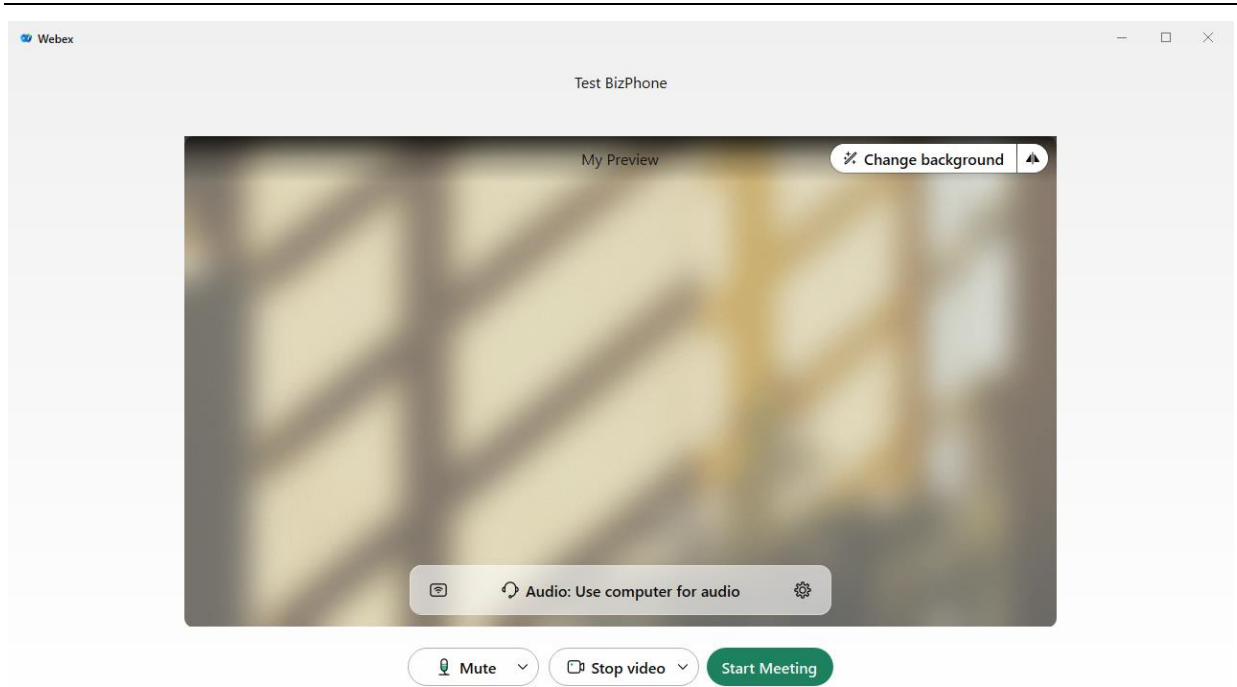 Webex
Test BizPhone
My Preview
Change background
Audio: Use computer for audio
Mute
Stop video
Start Meeting